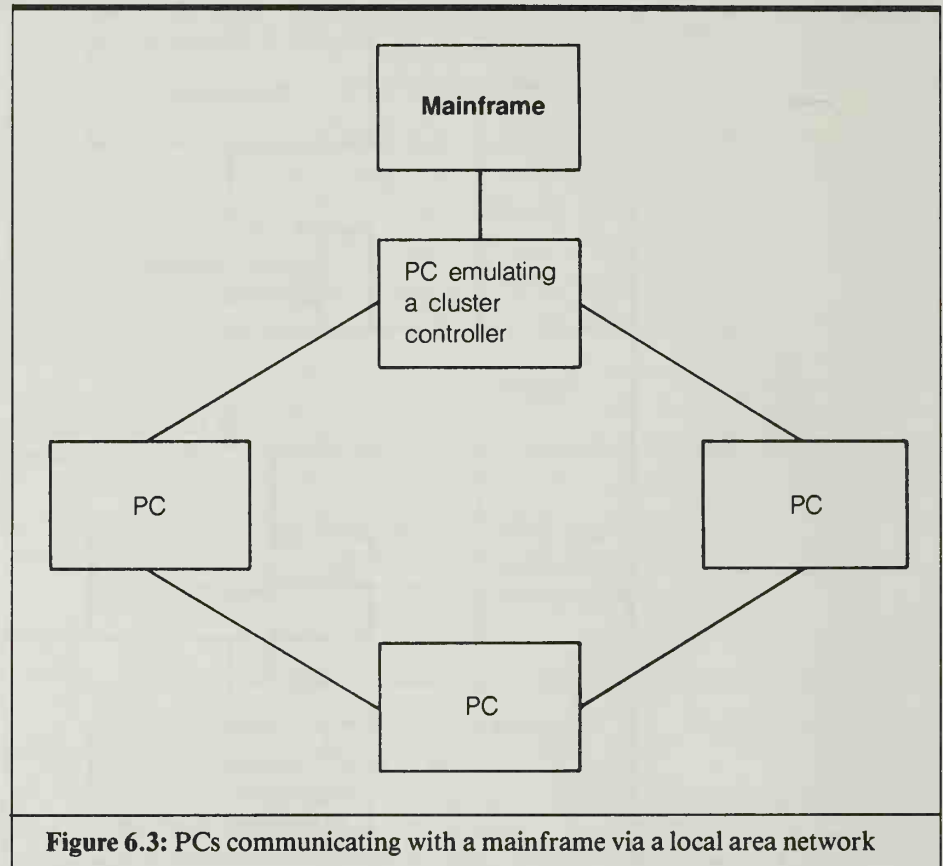 Mainframe
PC emulating
a cluster
controller
PC
PC
PC
Figure 6.3: PCs communicating with a mainframe via a local area network